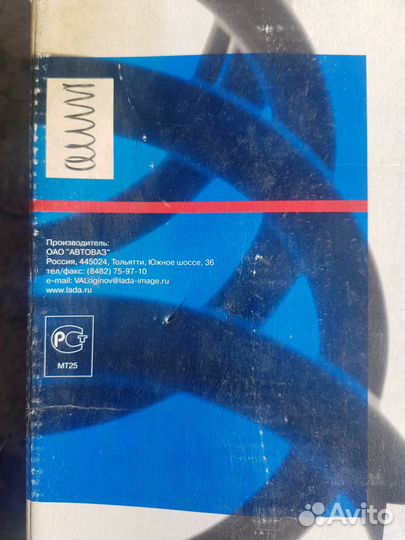 Производитель:
ОАО "АВТОВАЗ"
Россия, 445024, Тольятти, Южное шоссе, 36
тел/факс: (8482) 75-97-10
e-mail: VALoginov@lada-image.ru
www.lada.ru
РСТ
МТ25
Avito